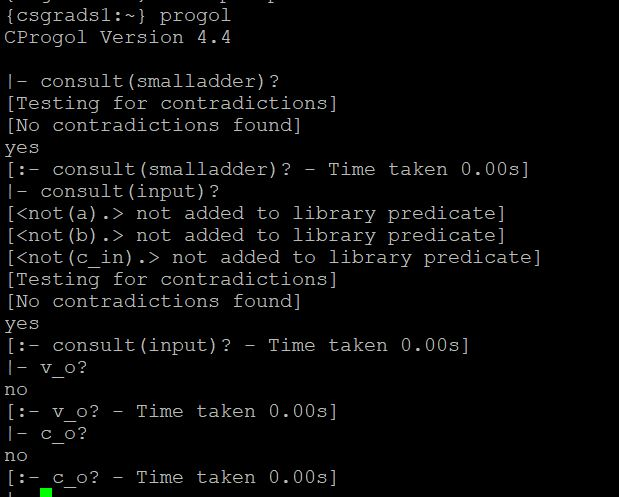 {csgrads1:~} progol
CProgol Version 4.4
|- consult(smalladder)?
[Testing for contradictions]
[No contradictions found]
yes
[:- consult(smalladder)? - Time taken 0.00s]
|- consult(input)?
[<not(a).> not added to library predicate]
[<not(b).> not added to library predicate]
[<not(c_in).> not added to library predicate]
[Testing for contradictions]
[No contradictions found]
yes
[:- consult(input)? - Time taken 0.00s]
|- v_o?
no
[:- v_o? - Time taken 0.00s]
|- c_o?
no
[:- c_o? - Time taken 0.00s]